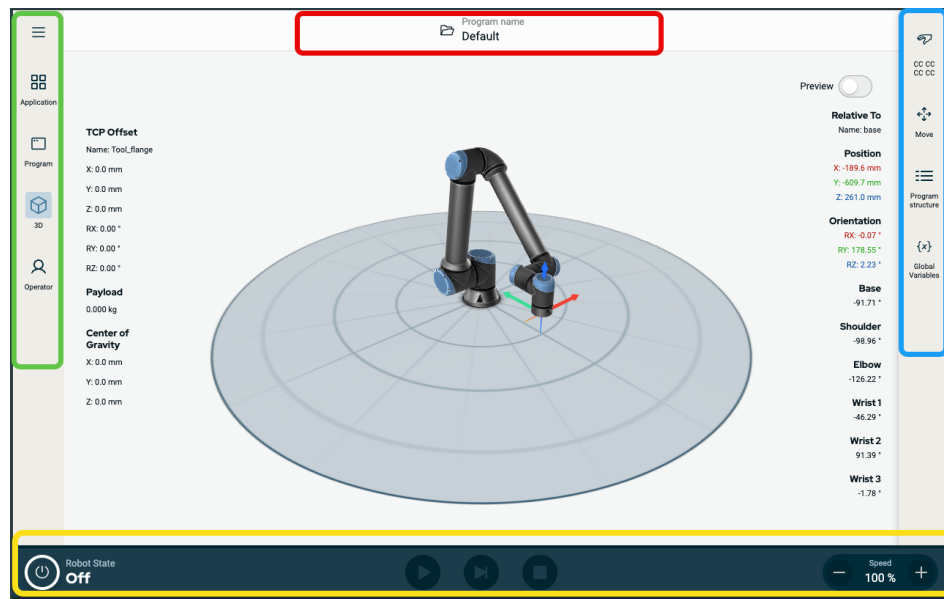 Program name
Default
Application
Program
3D
Operator
TCP Offset
Name: Tool_flange
X: 0.0 mm
Y: 0.0 mm
Z: 0.0 mm
RX: 0.00 °
RY: 0.00 °
RZ: 0.00 °
Payload
0.000 kg
Center of
Gravity
X: 0.0 mm
Y: 0.0 mm
Z: 0.0 mm
Preview
Relative To
Name: base
Position
X: -189.6 mm
Y: -609.7 mm
Z: 261.0 mm
Orientation
RX: -0.07 °
RY: 178.55 °
RZ: 2.23 °
Base
-91.71 °
Shoulder
-98.96 °
Elbow
-126.22 °
Wrist 1
-46.29 °
Wrist 2
91.39 °
Wrist 3
-1.78 °
CC CC
CC CC
Move
Program
structure
{x}
Global
Variables
Robot State
Off
Speed
100 %